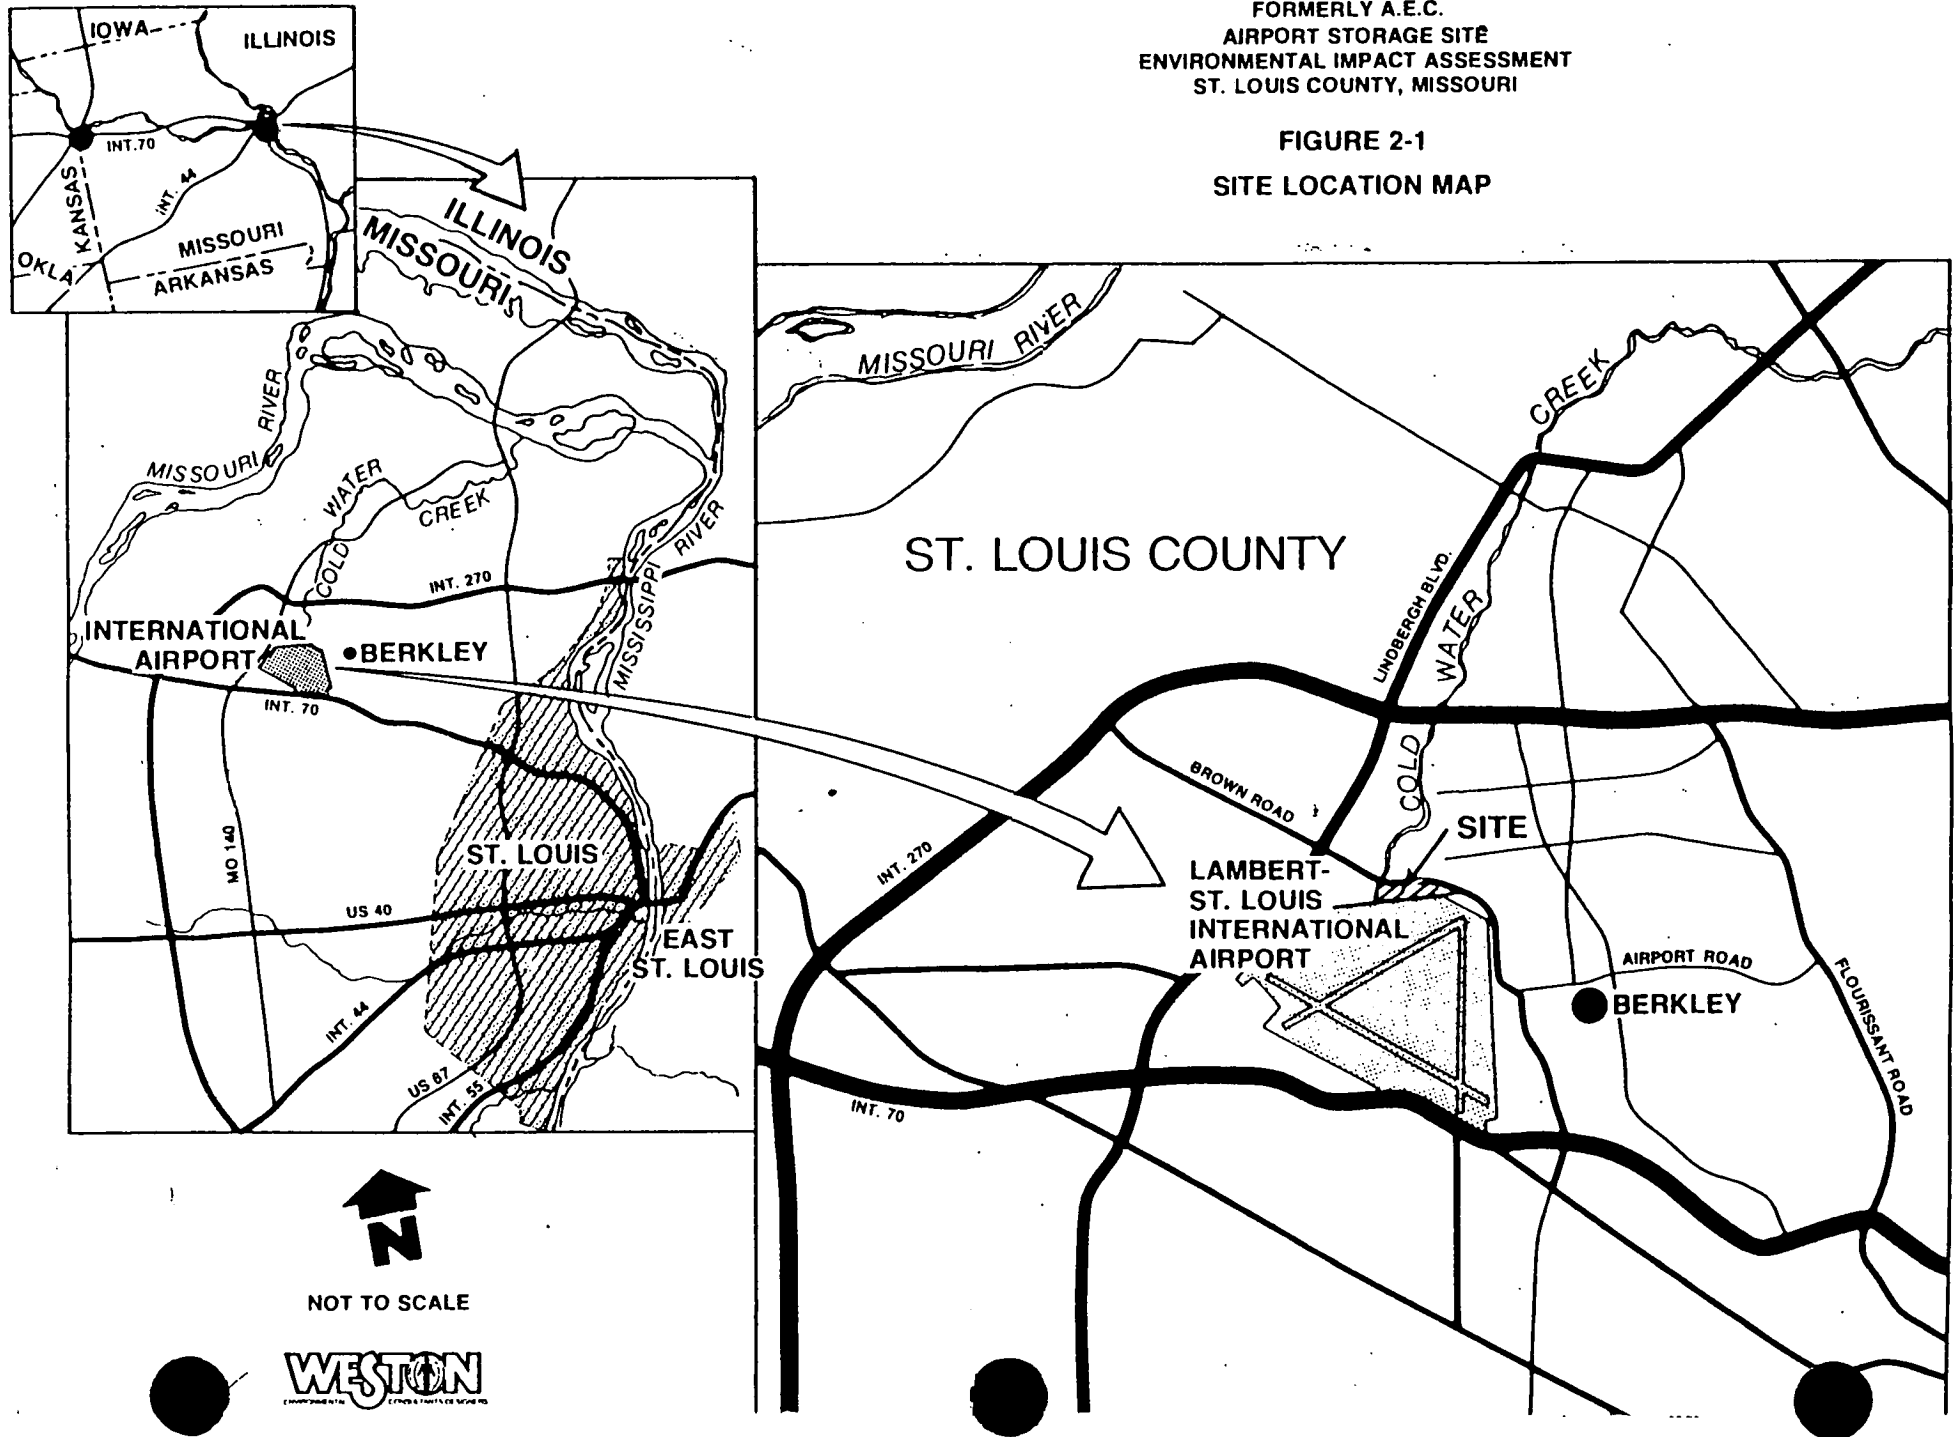 FORMERLY A.E.C.
AIRPORT STORAGE SITE
ENVIRONMENTAL IMPACT ASSESSMENT
ST. LOUIS COUNTY, MISSOURI
FIGURE 2-1
SITE LOCATION MAP
IOWA
ILLINOIS
INT.70
KANSAS
INT. 44
MISSOURI
OKLA
ARKANSAS
ILLINOIS
MISSOURI
RIVER
MISSOURI
WATER
COLD
CREEK
RIVER
MISSISSIPPI
INT. 270
INTERNATIONAL
AIRPORT
BERKLEY
INT. 70
MO 140
ST. LOUIS
US 40
EAST
ST. LOUIS
INT. 44
US 67
INT. 55
MISSOURI RIVER
CREEK
ST. LOUIS COUNTY
LINDBERGH BLVD.
WATER
COLD
BROWN ROAD
SITE
INT. 270
LAMBERT-
ST. LOUIS
INTERNATIONAL
AIRPORT
AIRPORT ROAD
BERKLEY
FLOURISSANT ROAD
INT. 70
N
NOT TO SCALE
WESTON